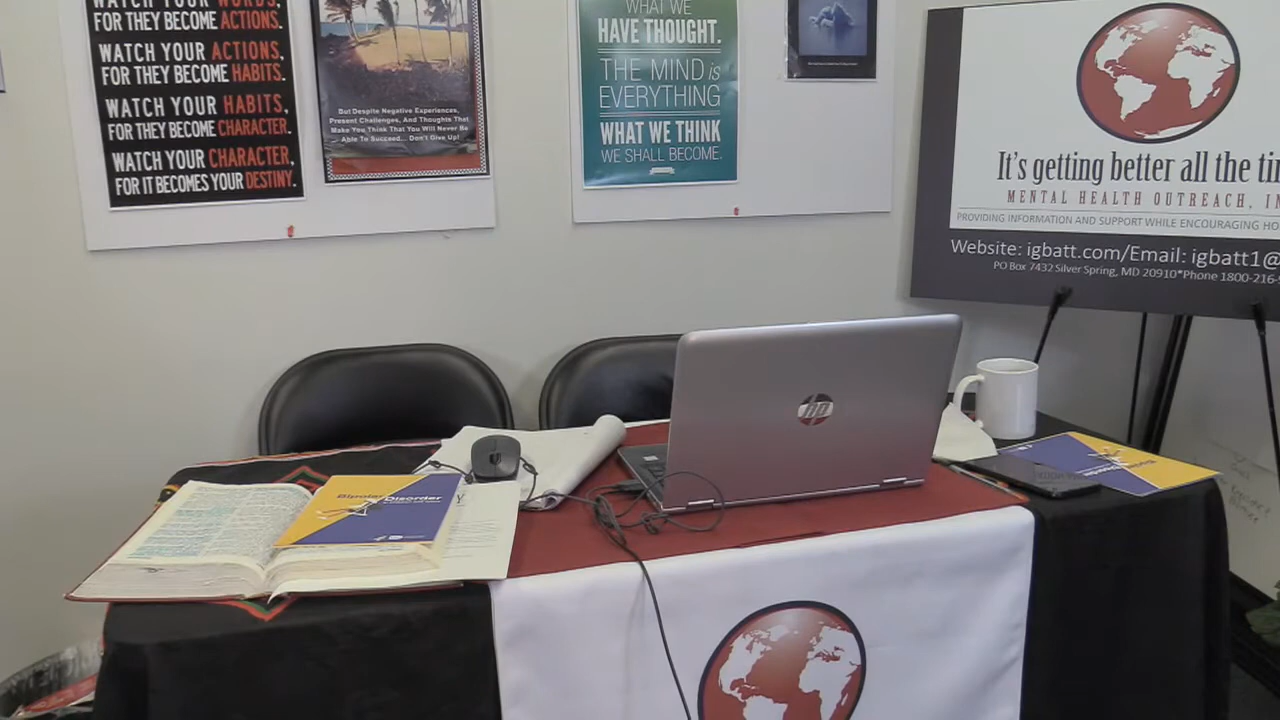 WATCH YOUR WORDS,
FOR THEY BECOME ACTIONS.
WATCH YOUR ACTIONS,
FOR THEY BECOME HABITS.
WATCH YOUR HABITS,
FOR THEY BECOME CHARACTER.
WATCH YOUR CHARACTER,
FOR IT BECOMES YOUR DESTINY.
But Despite Negative Experiences,
Present Challenges, And Thoughts That
Make You Think That You Will Never Be
Able To Succeed... Don't Give Up!
WHAT WE
HAVE THOUGHT.
THE MIND is
EVERYTHING
WHAT WE THINK
WE SHALL BECOME.
It's getting better all the
MENTAL HEALTH OUTREACH,
PROVIDING INFORMATION AND SUPPORT WHILE ENCOURAGING
Website: igbatt.com/Email: igbatt1@
PO Box 7432 Silver Spring, MD 20910*Phone 1800-216-
hp
Bipolar Disorder